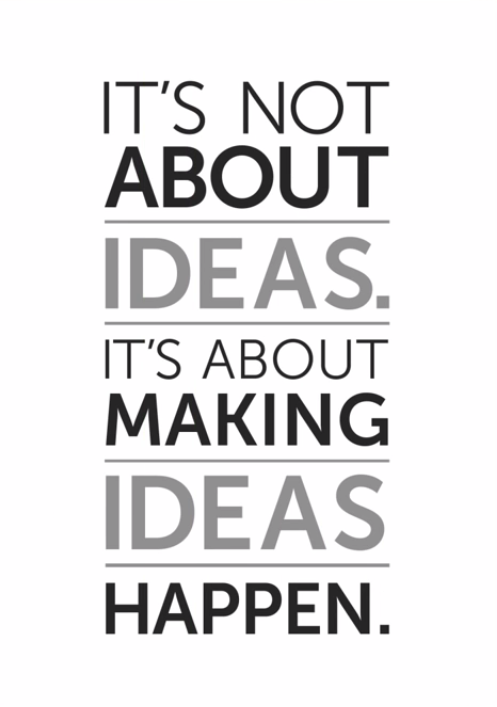 IT'S NOT
ABOUT
IDEAS.
IT'S ABOUT
MAKING
IDEAS
HAPPEN.